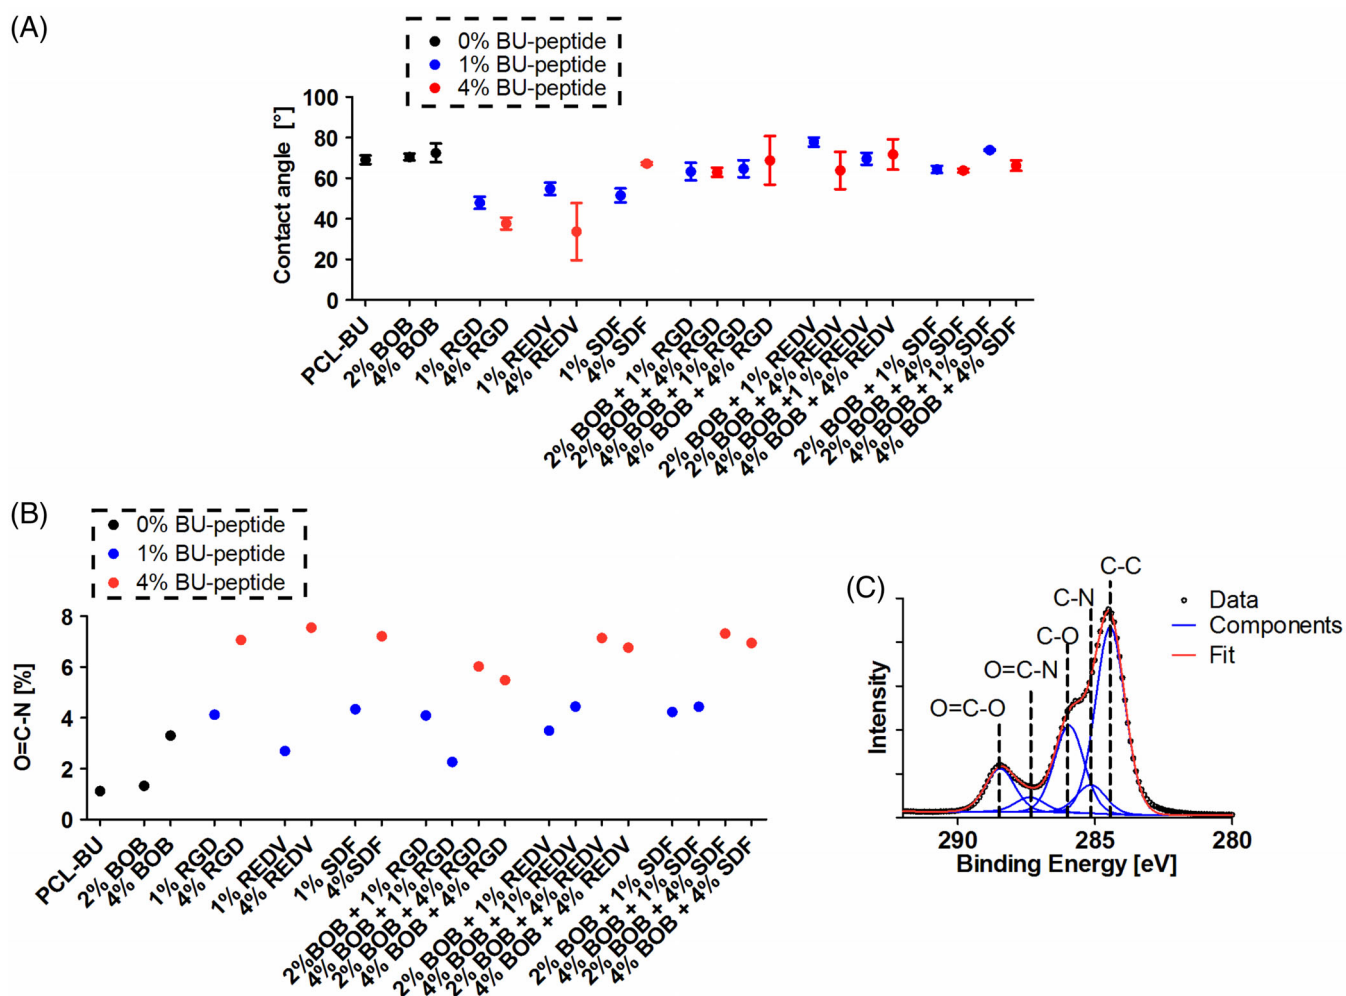 (A)
0% BU-peptide
1% BU-peptide
4% BU-peptide
Contact angle [°]
100
80
60
40
20
0
PCL-BU
2% BOB
4% BOB
1% RGD
4% RGD
1% REDV
4% REDV
1% SDF
4% SDF
2% BOB + 1% RGD
2% BOB + 4% RGD
4% BOB + 1% RGD
4% BOB + 4% RGD
2% BOB + 1% REDV
2% BOB + 4% REDV
4% BOB +1 % REDV
4% BOB + 4% REDV
2% BOB + 1% SDF
2% BOB + 4% SDF
4% BOB + 1% SDF
4% BOB + 4% SDF
(B)
0% BU-peptide
1% BU-peptide
4% BU-peptide
O=C-N [%]
8
6
4
2
0
PCL-BU
2% BOB
4% BOB
1% RGD
4% RGD
1% REDV
4% REDV
1% SDF
4%SDF
2%BOB + 1% RGD
4% BOB + 1% RGD
2% BOB + 4% RGD
4% BOB + 4% RGD
2% BOB + 1% REDV
4% BOB + 1% REDV
2% BOB + 4% REDV
4% BOB + 4% REDV
2% BOB + 1% SDF
4% BOB + 1% SDF
2% BOB + 4% SDF
4% BOB + 4% SDF
(C)
C-C
C-N
C-O
O=C-N
O=C-O
Data
Components
Fit
Intensity
290
285
280
Binding Energy [eV]